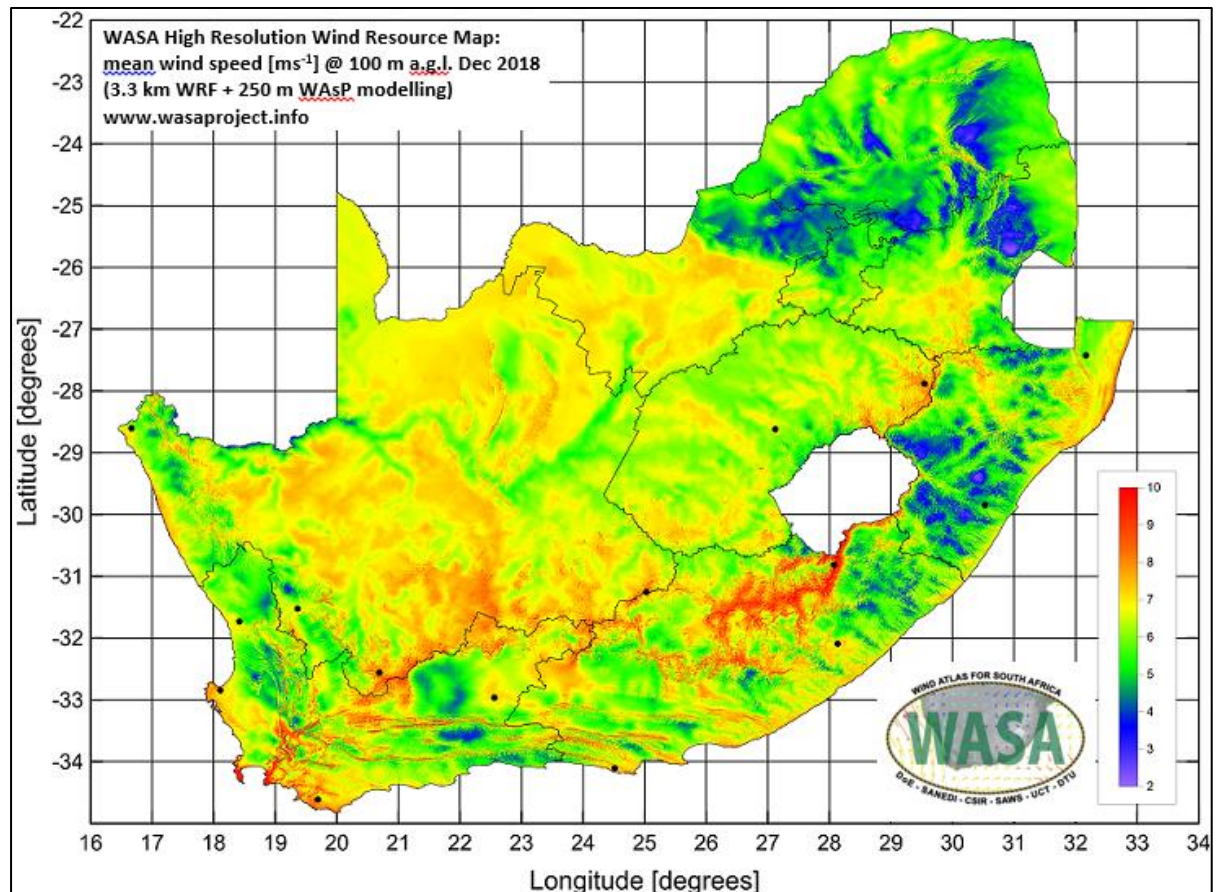 WASA High Resolution Wind Resource Map:
mean wind speed [ms⁻¹] @ 100 m a.g.l. Dec 2018
(3.3 km WRF + 250 m WAsP modelling)
www.wasaproject.info
-22
-23
-24
-25
-26
-27
-28
-29
-30
-31
-32
-33
-34
Latitude [degrees]
10
9
8
7
6
5
4
3
2
WIND ATLAS FOR SOUTH AFRICA
WASA
DoE - SANEDI - CSIR - SAWS - UCT - DTU
16 17 18 19 20 21 22 23 24 25 26 27 28 29 30 31 32 33 34
Longitude [degrees]